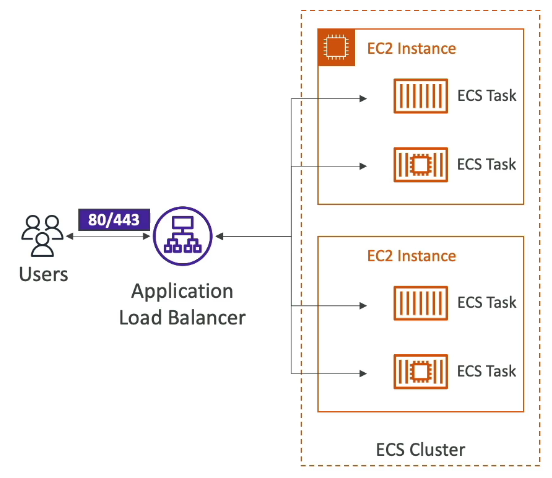 EC2 Instance
ECS Task
ECS Task
80/443
Users
Application
Load Balancer
EC2 Instance
ECS Task
ECS Task
ECS Cluster